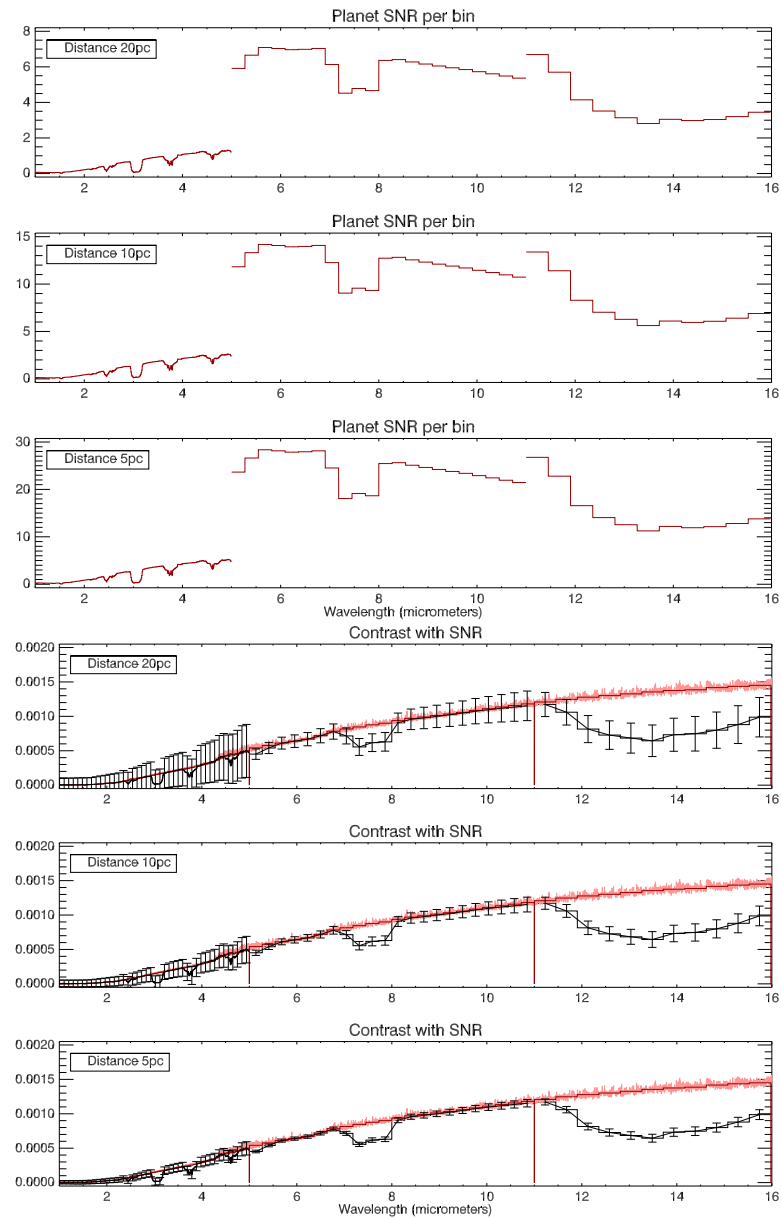 Planet SNR per bin
Distance 20pc
8
6
4
2
0
2 4 6 8 10 12 14 16
Planet SNR per bin
Distance 10pc
15
10
5
0
2 4 6 8 10 12 14 16
Planet SNR per bin
Distance 5pc
30
20
10
0
2 4 6 8 10 12 14 16
Wavelength (micrometers)
Contrast with SNR
Distance 20pc
0.0020
0.0015
0.0010
0.0005
0.0000
2 4 6 8 10 12 14 16
Contrast with SNR
Distance 10pc
0.0020
0.0015
0.0010
0.0005
0.0000
2 4 6 8 10 12 14 16
Contrast with SNR
Distance 5pc
0.0020
0.0015
0.0010
0.0005
0.0000
2 4 6 8 10 12 14 16
Wavelength (micrometers)